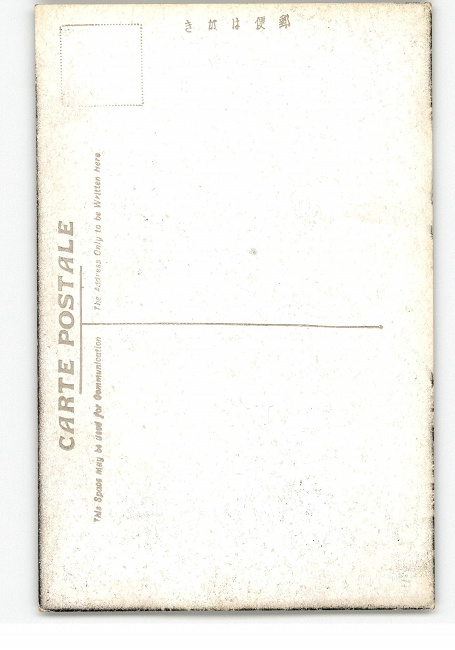 郵便はがき
CARTE POSTALE
This Space may be used for Communication
The Address Only to be Written Here